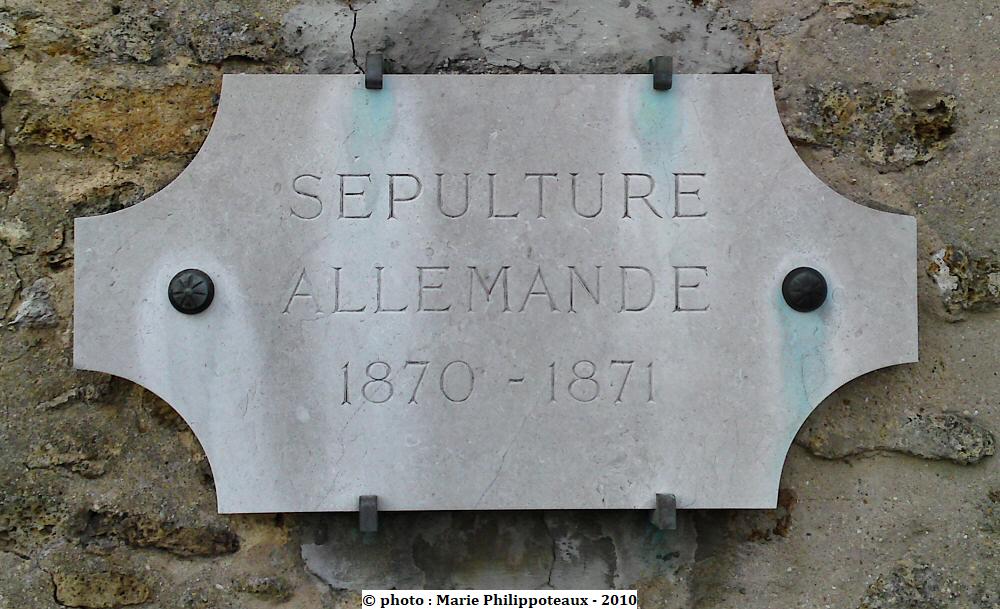 SEPULTURE
ALLEMANDE
1870 - 1871
© photo : Marie Philippoteaux - 2010